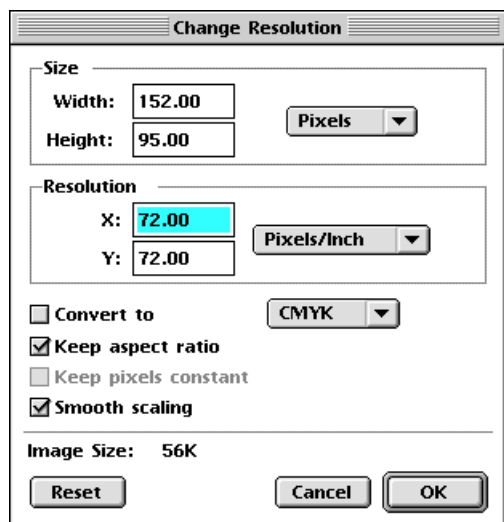 Change Resolution
Size
Width: 152.00 Pixels
Height: 95.00
Resolution
X: 72.00 Pixels/Inch
Y: 72.00
Convert to CMYK
Keep aspect ratio
Keep pixels constant
Smooth scaling
Image Size: 56K
Reset Cancel OK